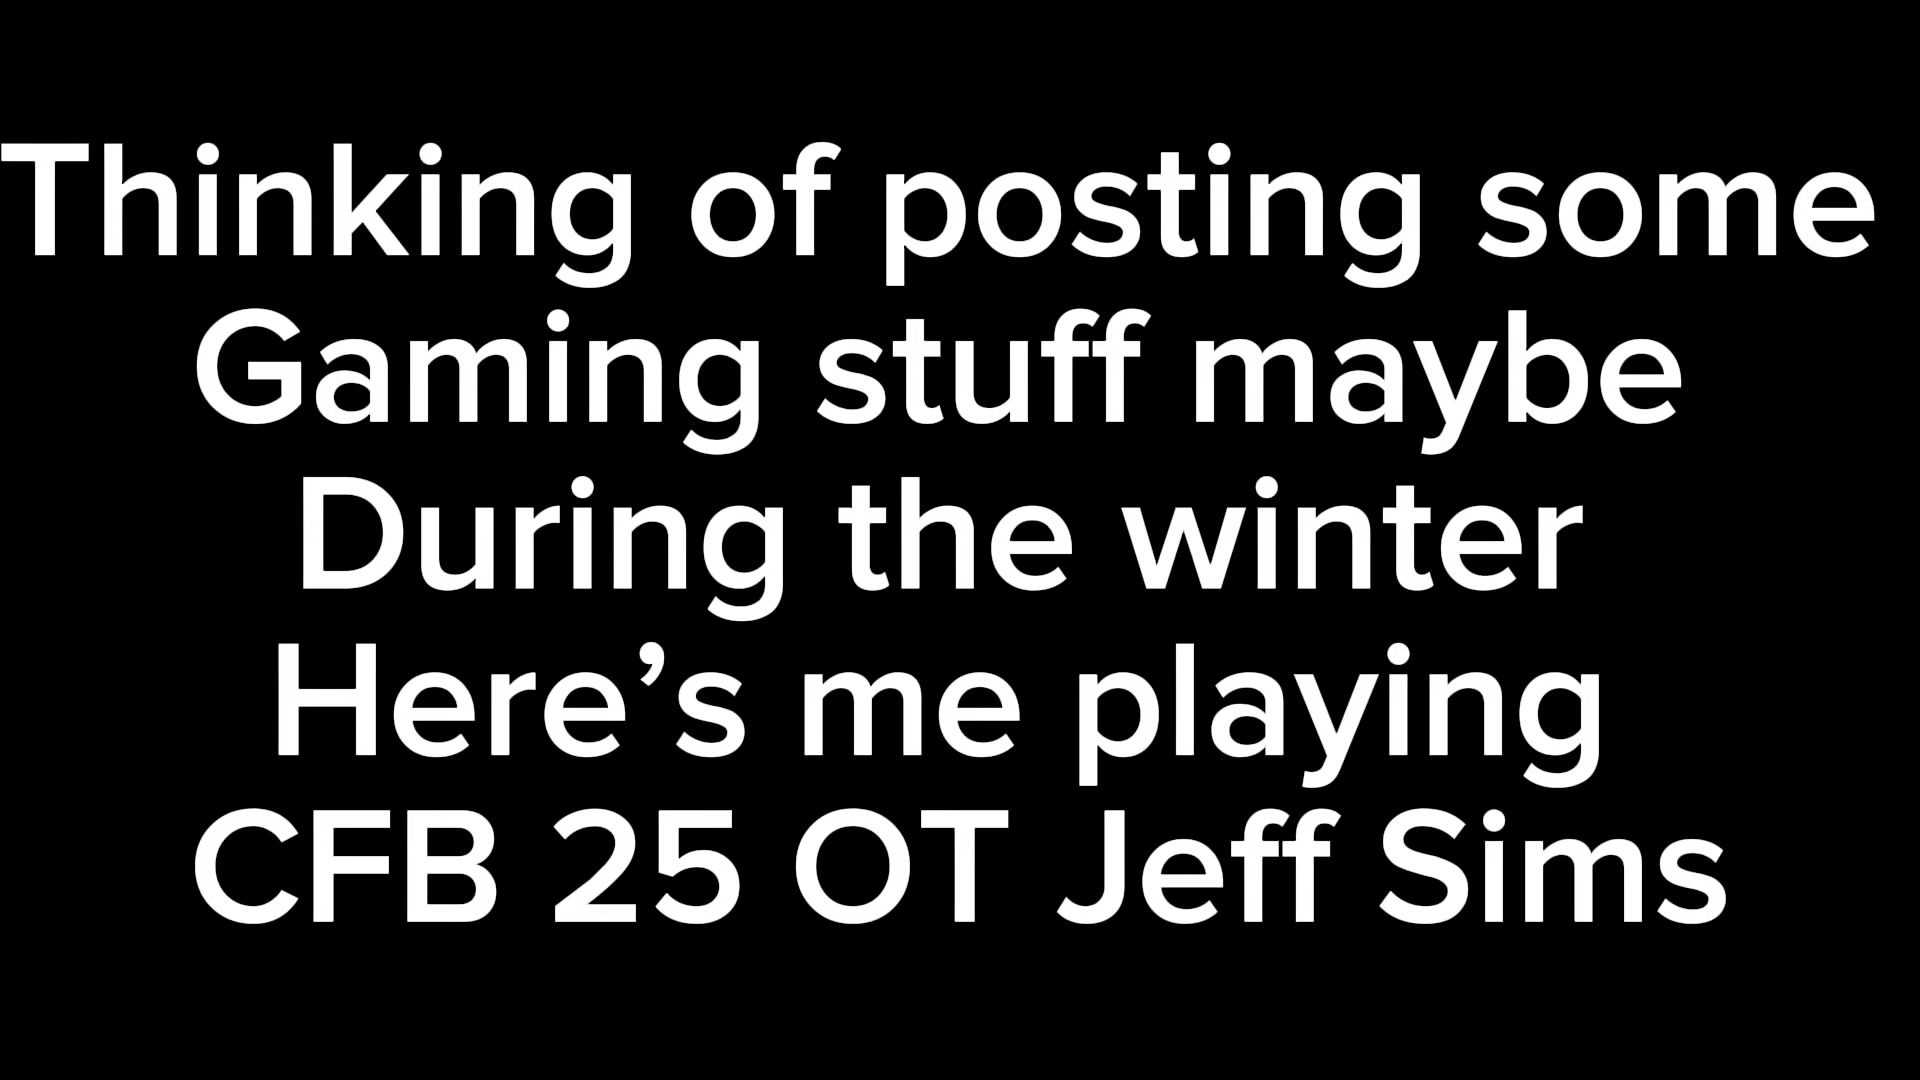 Thinking of posting some
Gaming stuff maybe
During the winter
Here’s me playing
CFB 25 OT Jeff Sims